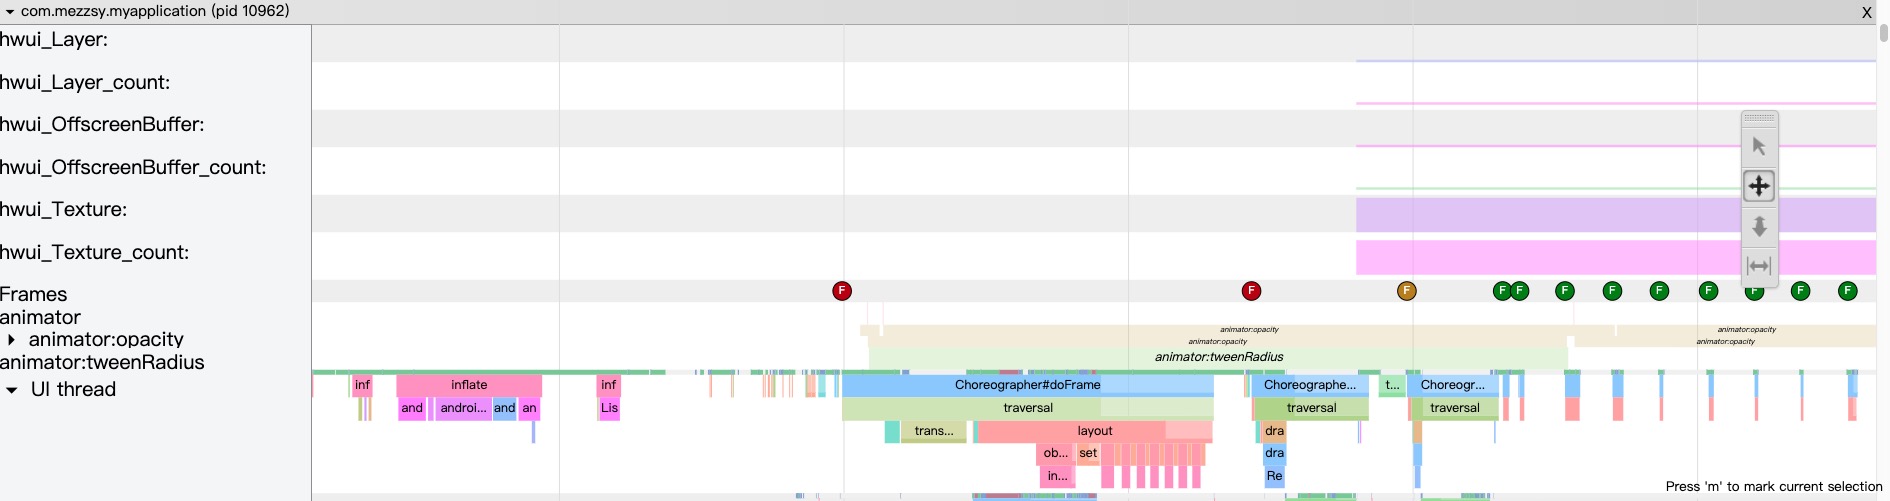 com.mezzsy.myapplication (pid 10962) X
hwui_Layer:
hwui_Layer_count:
hwui_OffscreenBuffer:
hwui_OffscreenBuffer_count:
hwui_Texture:
hwui_Texture_count:
Frames F F F F F F F F F F F F
animator
animator:opacity animator:opacity animator:opacity
animator:opacity animator:opacity
animator:tweenRadius animator:tweenRadius
UI thread inf inflate inf Choreographer#doFrame Choreographe... t... Choreogr...
and androi... and an Lis traversal traversal traversal
trans... layout dra
ob... set dra
in... Re
Press 'm' to mark current selection